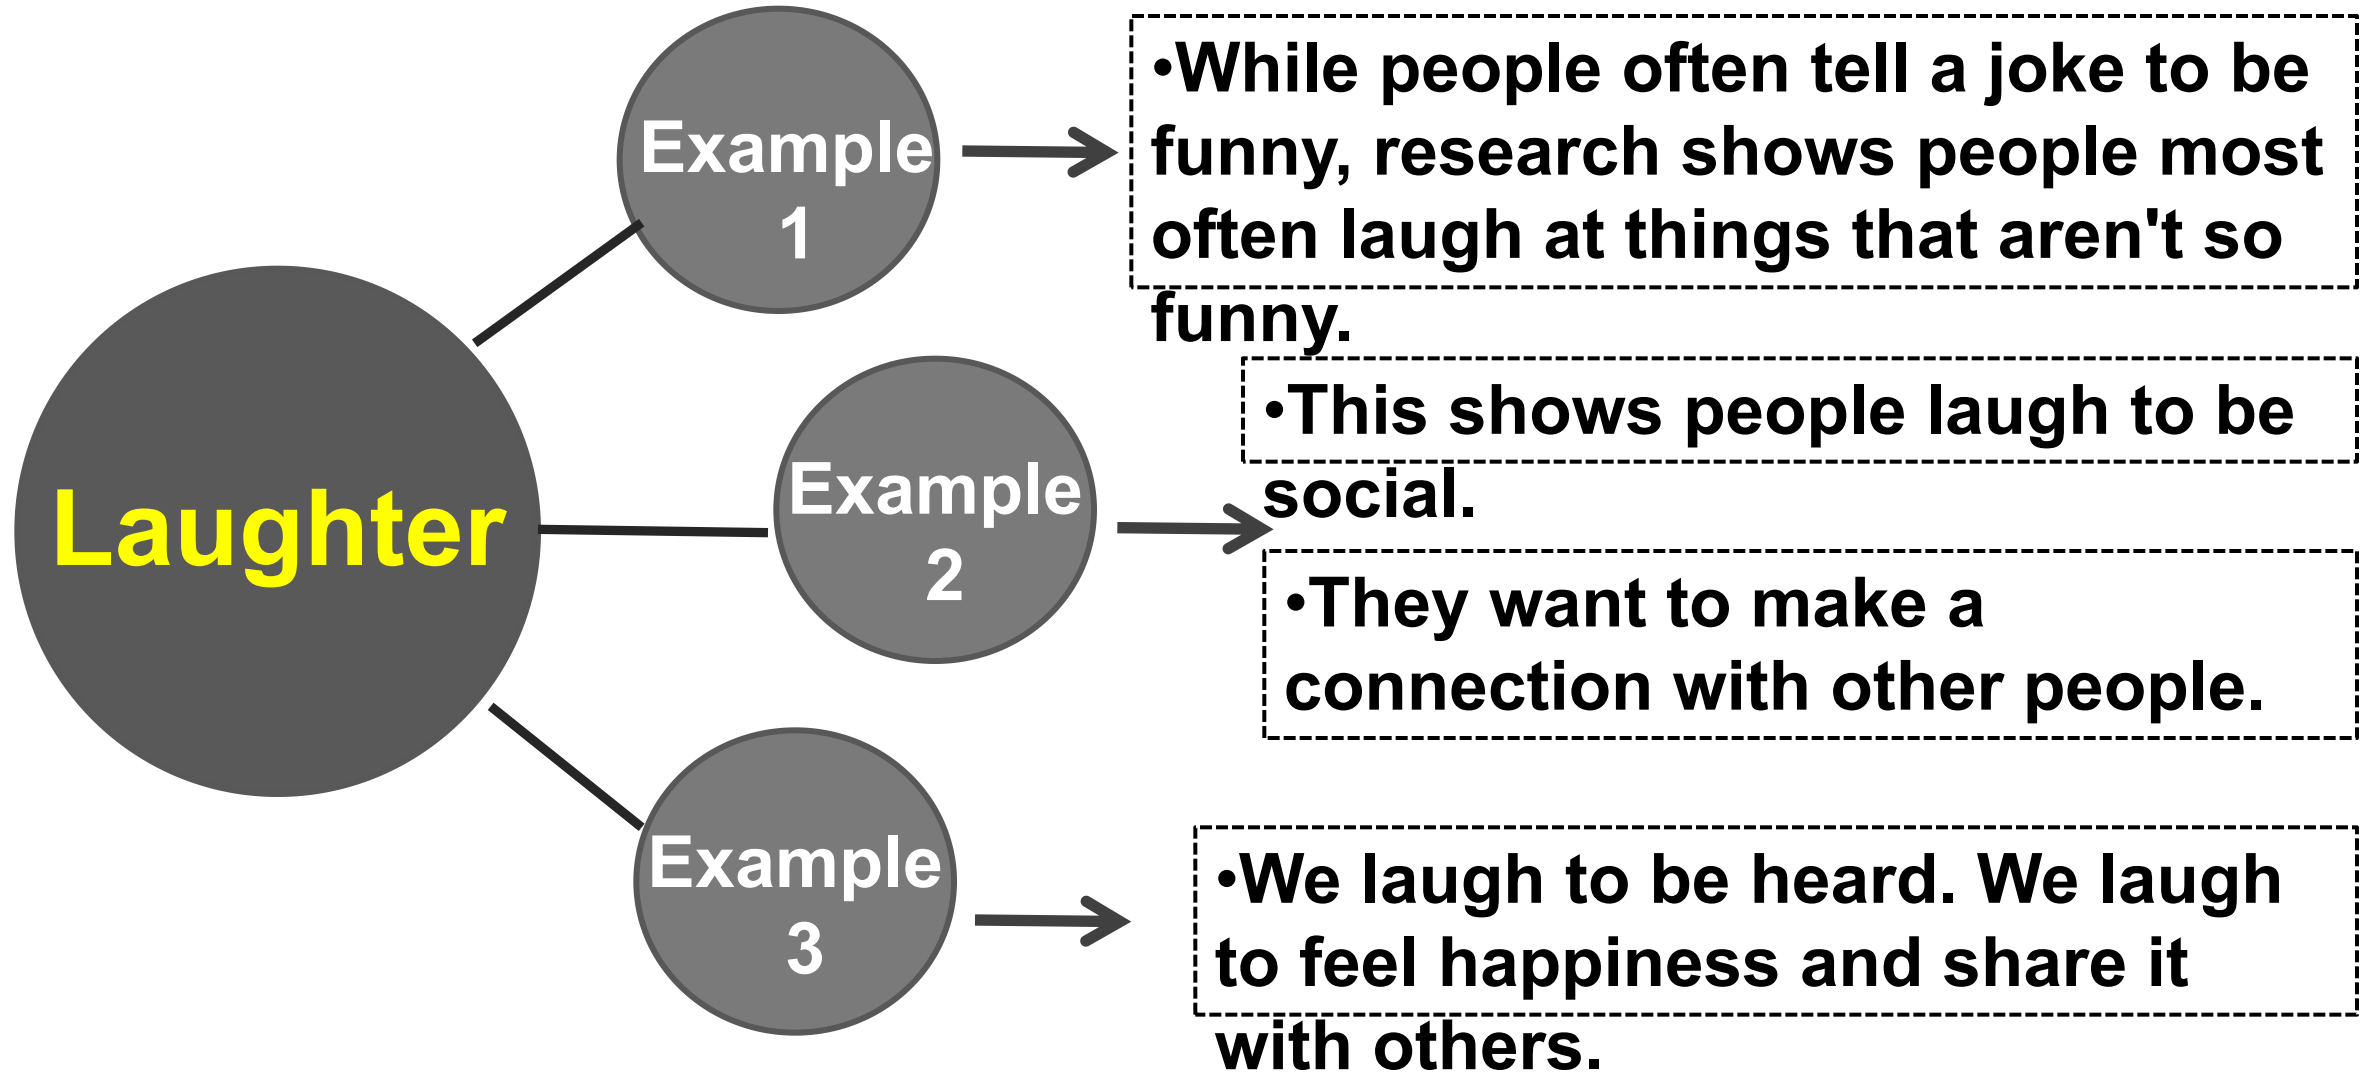 Laughter
Example
1
•While people often tell a joke to be
funny, research shows people most
often laugh at things that aren't so
funny.
Example
2
•This shows people laugh to be
social.
•They want to make a
connection with other people.
Example
3
•We laugh to be heard. We laugh
to feel happiness and share it
with others.